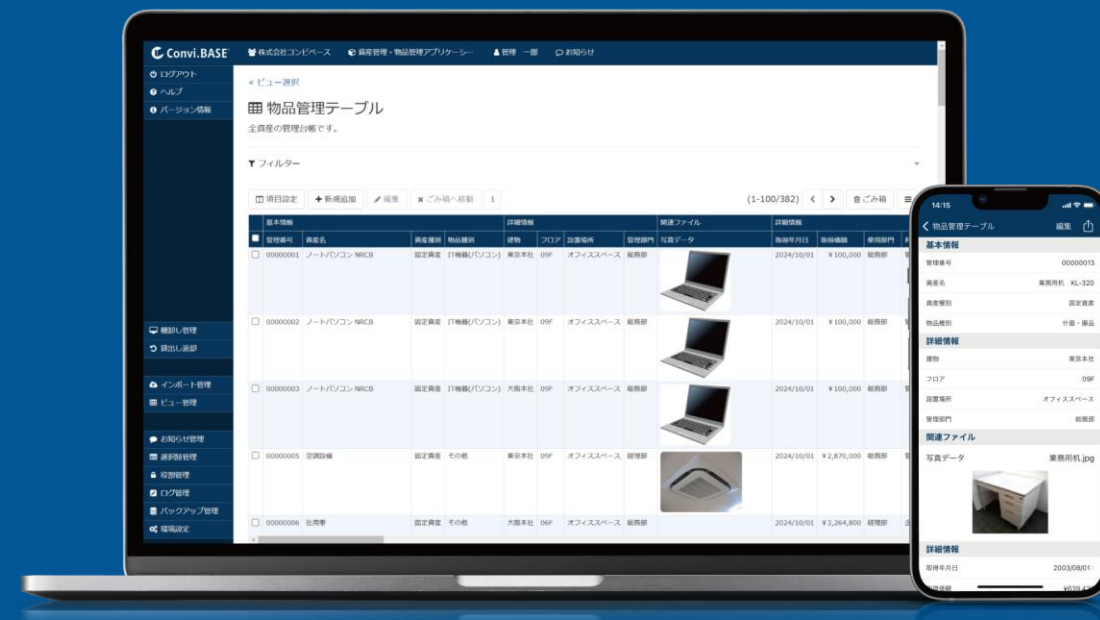 Convi.BASE
株式会社コンビベース 資産管理・物品管理アプリケーシ… 管理 一郎 お知らせ
ログアウト
ヘルプ
バージョン情報
棚卸し管理
貸出し返却
インポート管理
ビュー管理
お知らせ管理
選択肢管理
役割管理
ログ管理
バックアップ管理
環境設定
« ビュー選択
物品管理テーブル
全資産の管理台帳です。
フィルター
項目設定 新規追加 編集 ごみ箱へ移動 (1-100/382) ごみ箱
基本情報 詳細情報 関連ファイル 詳細情報
管理番号 資産名 資産種別 物品種別 建物 フロア 設置場所 管理部門 写真データ 取得年月日 取得価額 使用部門
00000001 ノートパソコン NRCB 固定資産 IT機器(パソコン) 東京本社 09F オフィススペース 総務部 2024/10/01 ¥100,000 総務部
00000002 ノートパソコン NRCB 固定資産 IT機器(パソコン) 東京本社 09F オフィススペース 総務部 2024/10/01 ¥100,000 総務部
00000003 ノートパソコン NRCB 固定資産 IT機器(パソコン) 大阪本社 09F オフィススペース 総務部 2024/10/01 ¥100,000 総務部
00000005 空調設備 固定資産 その他 東京本社 09F オフィススペース 経理部 2024/10/01 ¥2,870,000 総務部
00000006 社用車 固定資産 その他 大阪本社 06F オフィススペース 総務部 2024/10/01 ¥3,264,800 経理部
14:15
物品管理テーブル 編集
基本情報
管理番号 00000013
資産名 業務用机 KL-320
資産種別 固定資産
物品種別 什器・備品
詳細情報
建物 東京本社
フロア 09F
設置場所 オフィススペース
管理部門 総務部
関連ファイル
写真データ 業務用机.jpg
詳細情報
取得年月日 2003/08/01